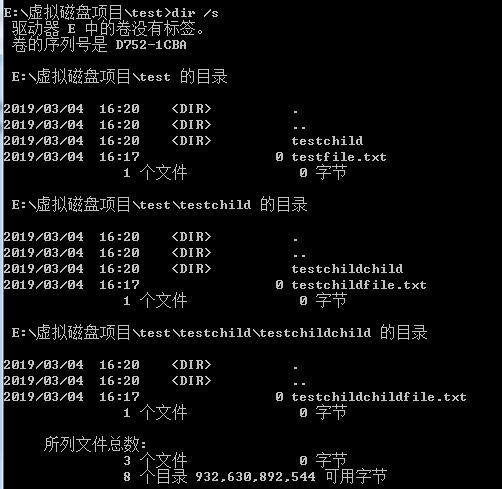 E:\虚拟磁盘项目\test>dir /s
驱动器 E 中的卷没有标签。
卷的序列号是 D752-1CBA
E:\虚拟磁盘项目\test 的目录
2019/03/04 16:20 <DIR> .
2019/03/04 16:20 <DIR> ..
2019/03/04 16:20 <DIR> testchild
2019/03/04 16:17 0 testfile.txt
1 个文件 0 字节
E:\虚拟磁盘项目\test\testchild 的目录
2019/03/04 16:20 <DIR> .
2019/03/04 16:20 <DIR> ..
2019/03/04 16:20 <DIR> testchildchild
2019/03/04 16:17 0 testchildfile.txt
1 个文件 0 字节
E:\虚拟磁盘项目\test\testchild\testchildchild 的目录
2019/03/04 16:20 <DIR> .
2019/03/04 16:20 <DIR> ..
2019/03/04 16:17 0 testchildchildfile.txt
1 个文件 0 字节
所列文件总数:
3 个文件 0 字节
8 个目录 932,630,892,544 可用字节